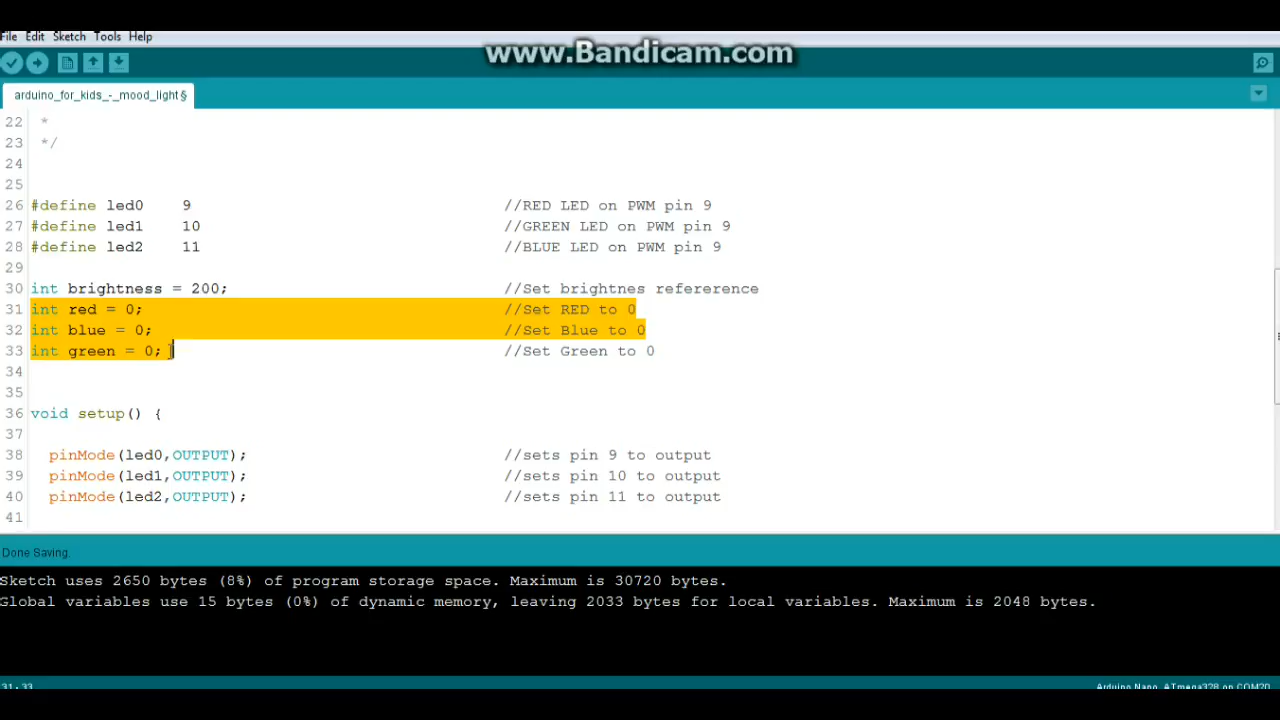 www.Bandicam.com
File Edit Sketch Tools Help
arduino_for_kids_-_mood_light§
22 *
23 */
24
25
26 #define led0 9 //RED LED on PWM pin 9
27 #define led1 10 //GREEN LED on PWM pin 9
28 #define led2 11 //BLUE LED on PWM pin 9
29
30 int brightness = 200; //Set brightnes refererence
31 int red = 0; //Set RED to 0
32 int blue = 0; //Set Blue to 0
33 int green = 0; //Set Green to 0
34
35
36 void setup() {
37
38 pinMode(led0,OUTPUT); //sets pin 9 to output
39 pinMode(led1,OUTPUT); //sets pin 10 to output
40 pinMode(led2,OUTPUT); //sets pin 11 to output
41
Done Saving.
Sketch uses 2650 bytes (8%) of program storage space. Maximum is 30720 bytes.
Global variables use 15 bytes (0%) of dynamic memory, leaving 2033 bytes for local variables. Maximum is 2048 bytes.
31 - 33 Arduino Nano, ATmega328 on COM20